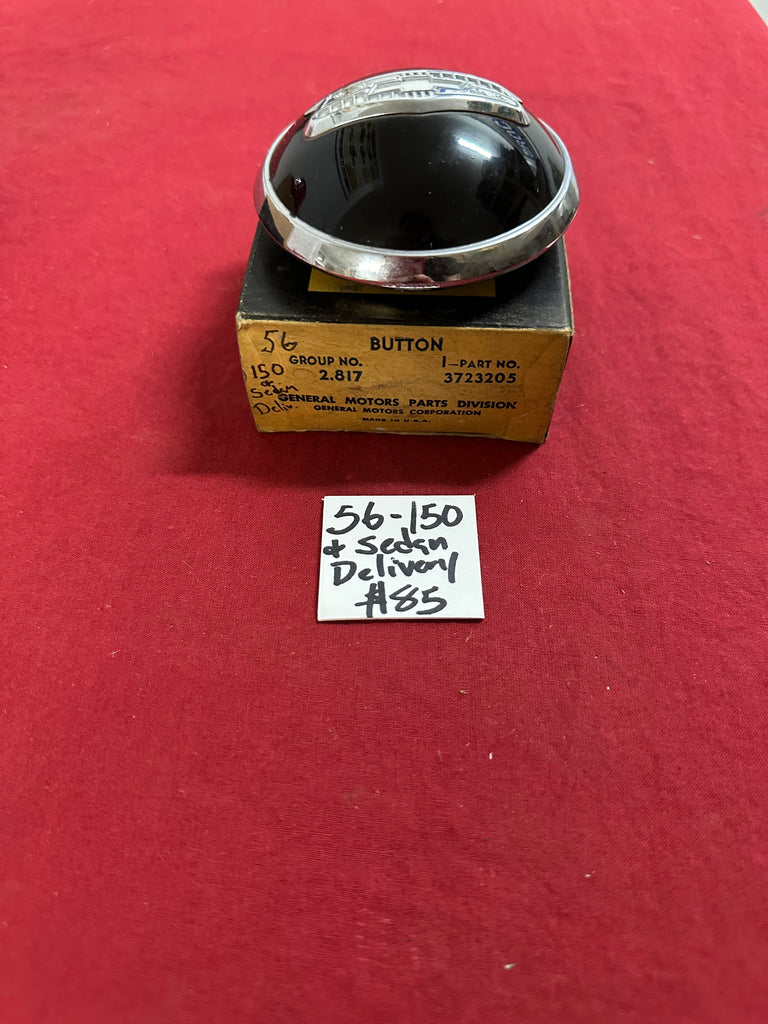 56
BUTTON
GROUP NO.
1—PART NO.
150
2.817
3723205
&
Sedan
Deliv.
GENERAL MOTORS PARTS DIVISION
GENERAL MOTORS CORPORATION
MADE IN U.S.A.
56-150
& Sedan
Delivery
#85